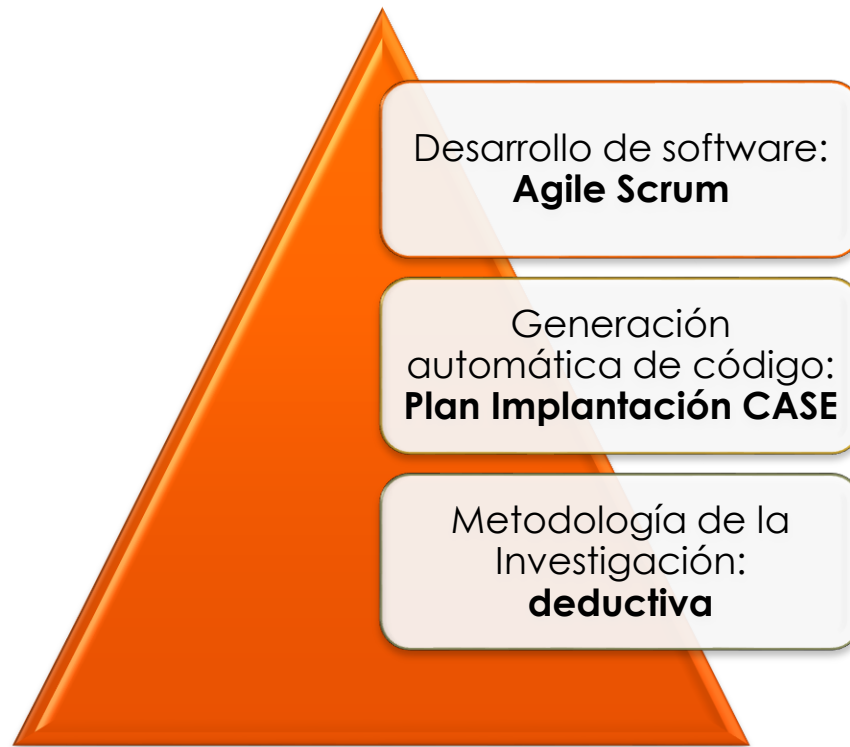 Desarrollo de software:
Agile Scrum
Generación
automática de código:
Plan Implantación CASE
Metodología de la
Investigación:
deductiva